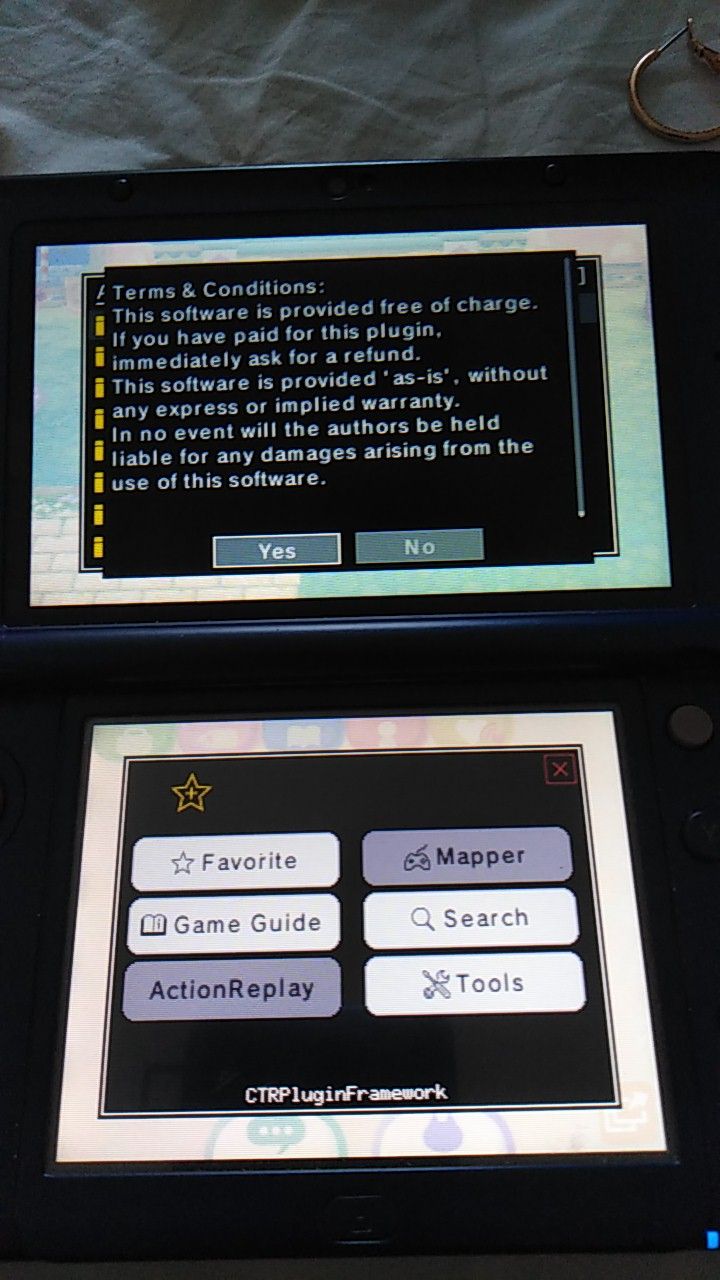 Terms & Conditions:
This software is provided free of charge.
If you have paid for this plugin,
immediately ask for a refund.
This software is provided 'as-is', without
any express or implied warranty.
In no event will the authors be held
liable for any damages arising from the
use of this software.
Yes
No
Favorite
Mapper
Game Guide
Search
ActionReplay
Tools
CTRPluginFramework